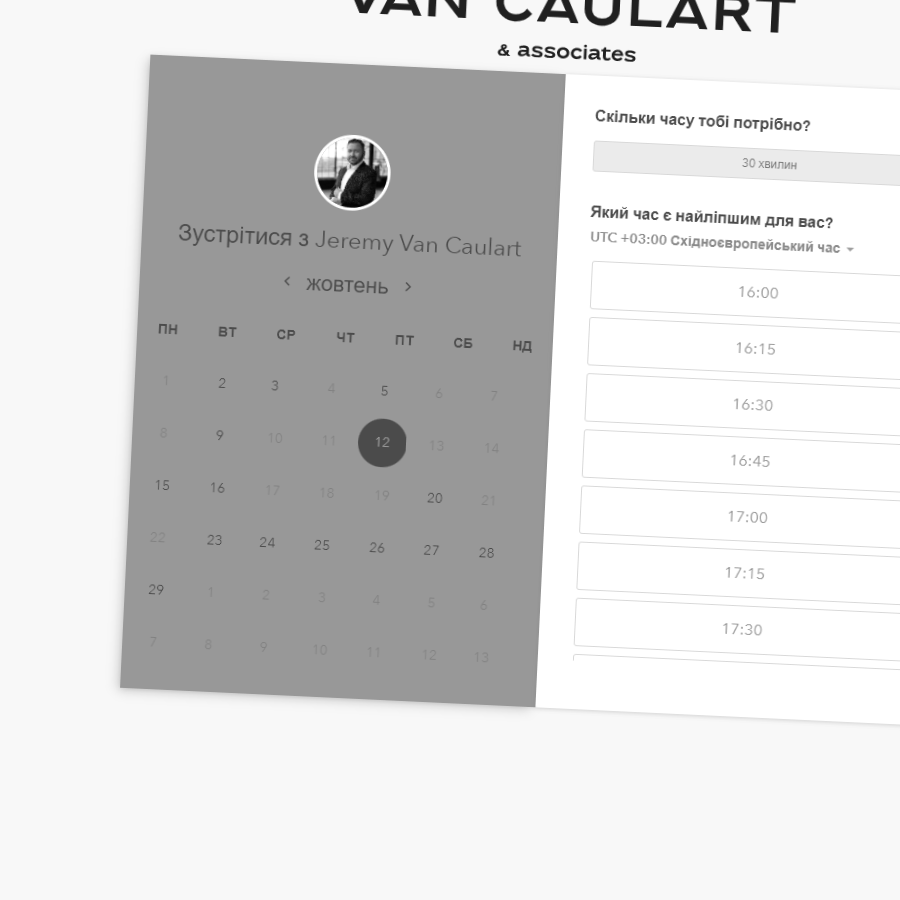 VAN CAULART
& associates
Зустрітися з Jeremy Van Caulart
‹ жовтень ›
ПН ВТ СР ЧТ ПТ СБ НД
1 2 3 4 5 6 7
8 9 10 11 12 13 14
15 16 17 18 19 20 21
22 23 24 25 26 27 28
29 1 2 3 4 5 6
7 8 9 10 11 12 13
Скільки часу тобі потрібно?
30 хвилин
Який час є найліпшим для вас?
UTC +03:00 Східноєвропейський час
16:00
16:15
16:30
16:45
17:00
17:15
17:30